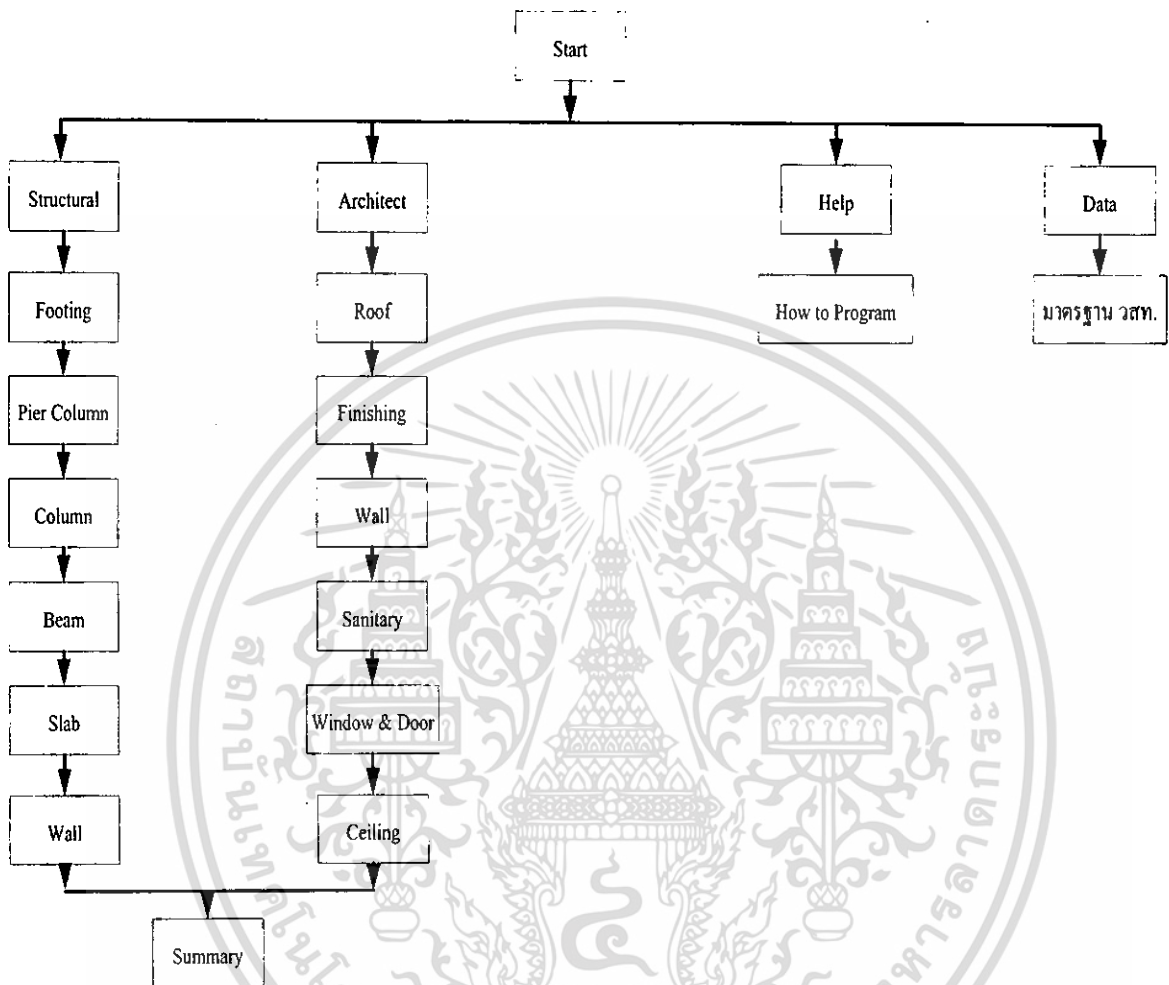 Start
Structural
Architect
Help
Data
Footing
Roof
How to Program
มาตรฐาน วสท.
Pier Column
Finishing
Column
Wall
Beam
Sanitary
Slab
Window & Door
Wall
Ceiling
Summary